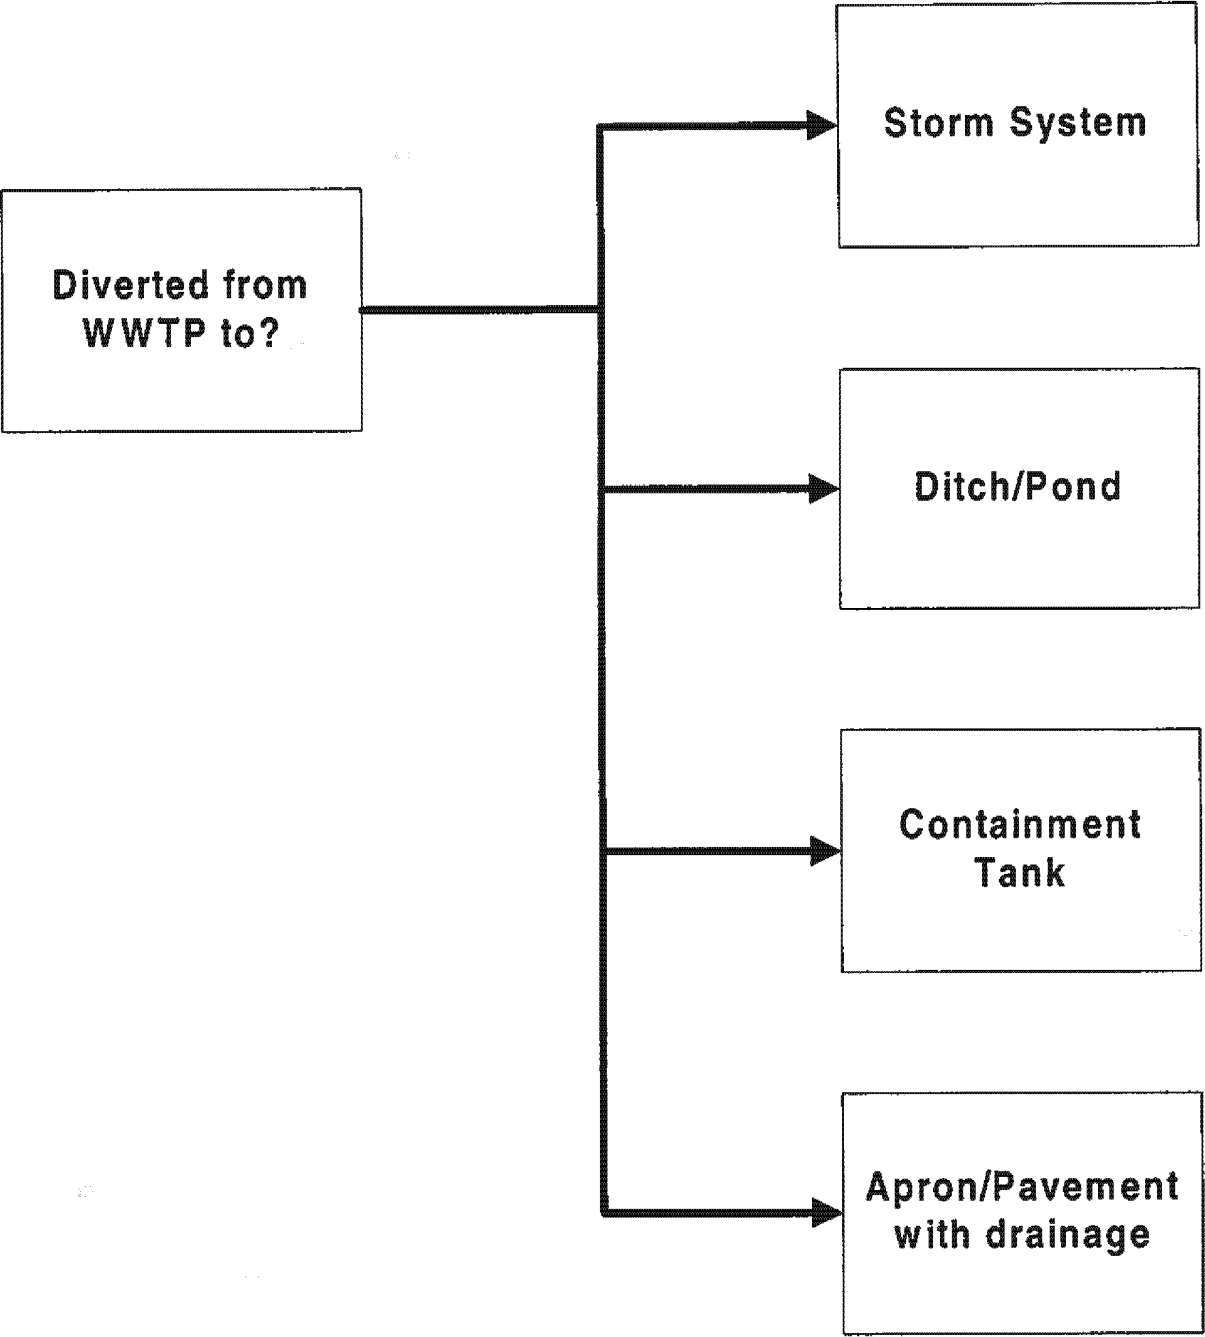 Storm System
Diverted from
WWTP to?
Ditch/Pond
Containment
Tank
Apron/Pavement
with drainage